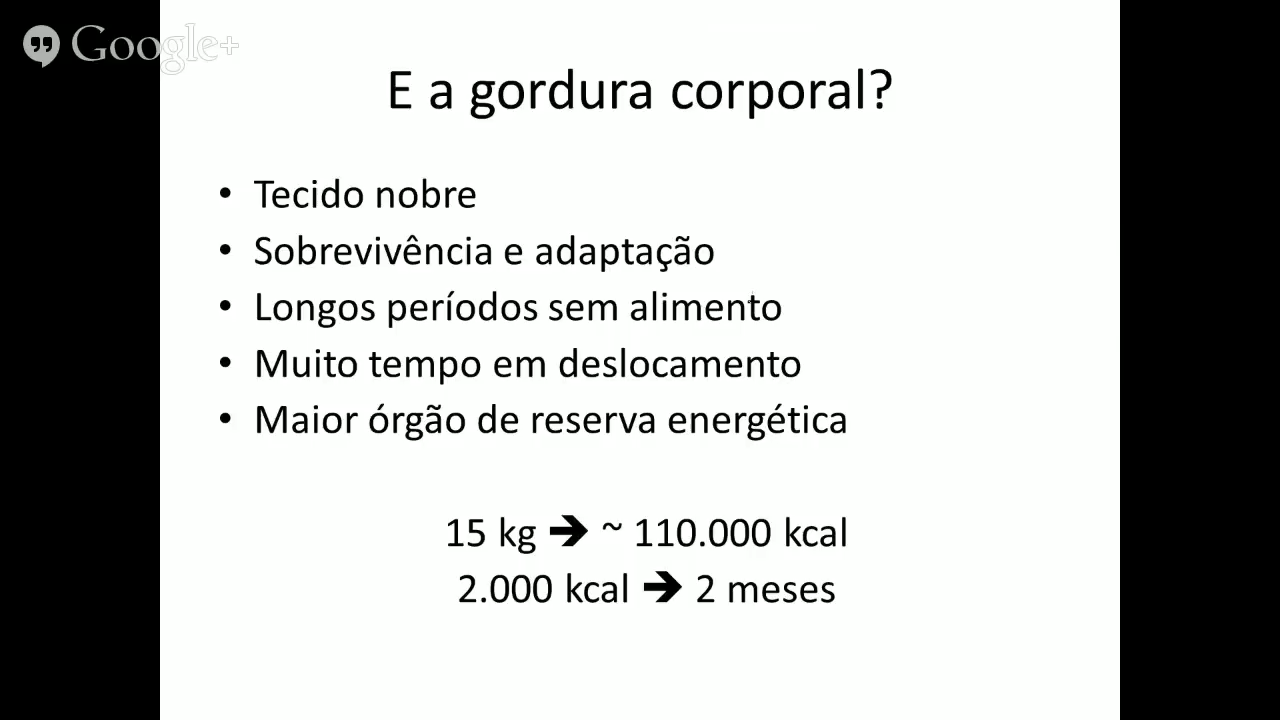 Google+
E a gordura corporal?
• Tecido nobre
• Sobrevivência e adaptação
• Longos períodos sem alimento
• Muito tempo em deslocamento
• Maior órgão de reserva energética
15 kg → ~ 110.000 kcal
2.000 kcal → 2 meses